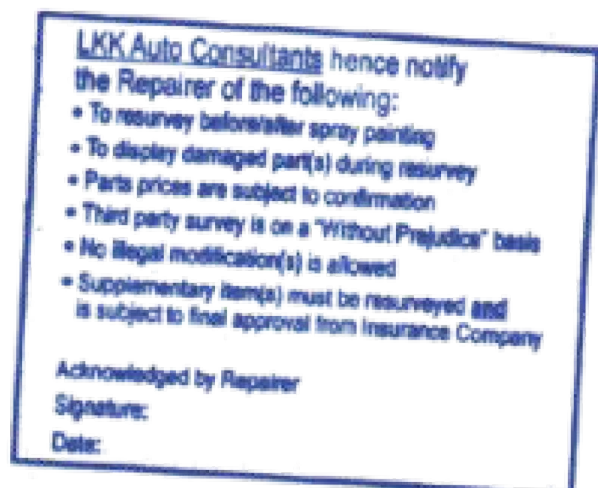 LKK Auto Consultants hence notify
the Repairer of the following:
• To resurvey before/after spray painting
• To display damaged part(s) during resurvey
• Parts prices are subject to confirmation
• Third party survey is on a "Without Prejudice" basis
• No illegal modification(s) is allowed
• Supplementary item(s) must be resurveyed and
is subject to final approval from Insurance Company
Acknowledged by Repairer
Signature:
Date: